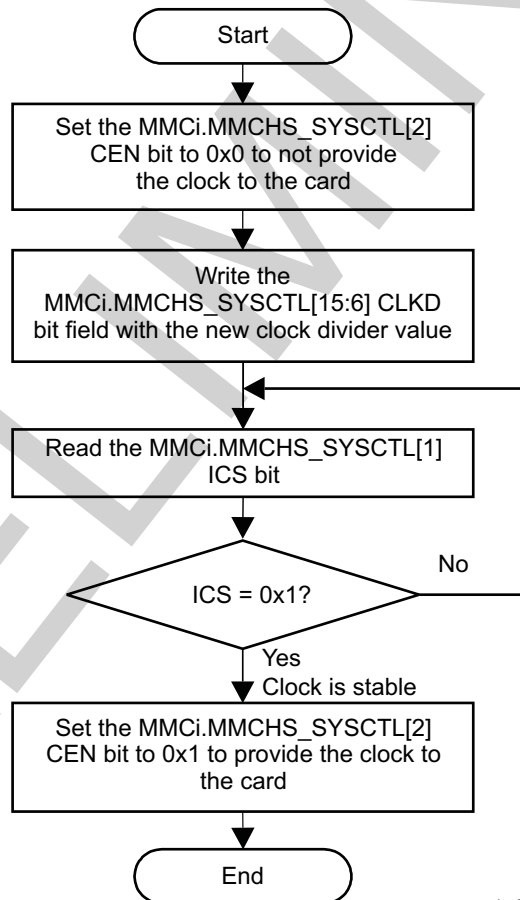 Start
Set the MMCi.MMCHS_SYSCTL[2]
CEN bit to 0x0 to not provide
the clock to the card
Write the
MMCi.MMCHS_SYSCTL[15:6] CLKD
bit field with the new clock divider value
Read the MMCi.MMCHS_SYSCTL[1]
ICS bit
ICS = 0x1?
No
Yes
Clock is stable
Set the MMCi.MMCHS_SYSCTL[2]
CEN bit to 0x1 to provide the clock to
the card
End